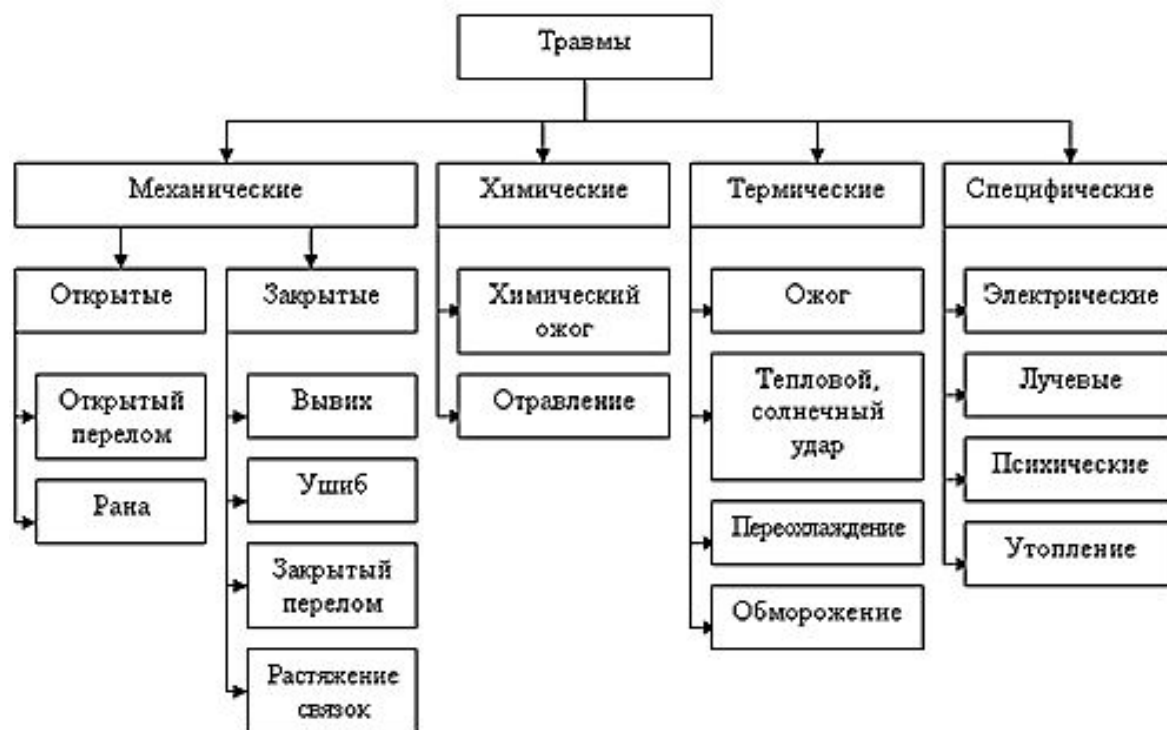 Травмы
Механические
Химические
Термические
Специфические
Открытые
Закрытые
Химический
ожог
Ожог
Электрические
Открытый
перелом
Вывих
Отравление
Тепловой,
солнечный
удар
Лучевые
Рана
Ушиб
Переохлаждение
Психические
Закрытый
перелом
Обморожение
Утопление
Растяжение
связок